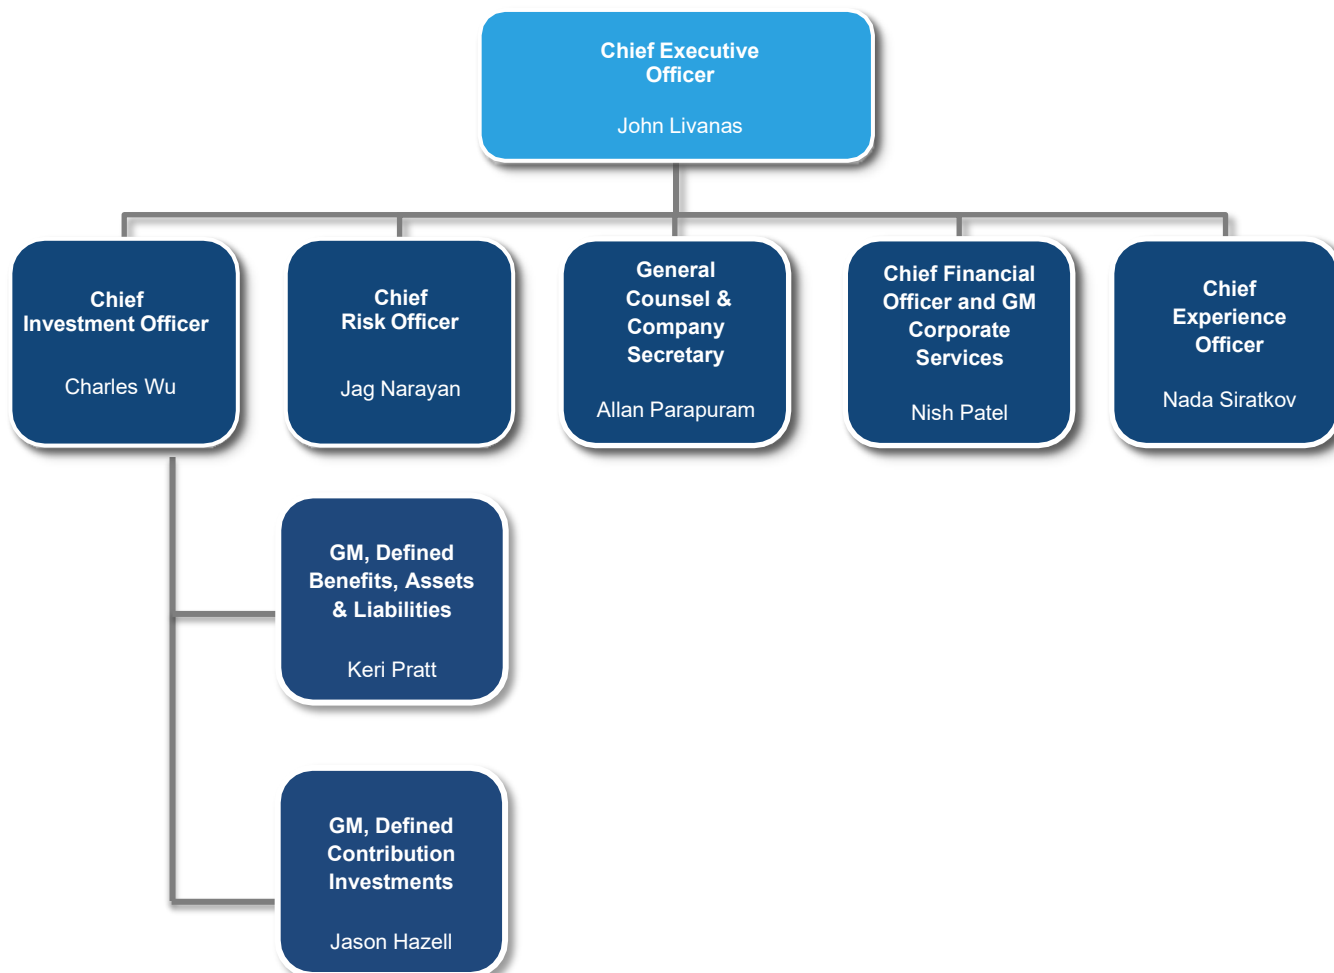 Chief Executive
Officer
John Livanas
Chief
Investment Officer
Charles Wu
Chief
Risk Officer
Jag Narayan
General
Counsel &
Company
Secretary
Allan Parapuram
Chief Financial
Officer and GM
Corporate
Services
Nish Patel
Chief
Experience
Officer
Nada Siratkov
GM, Defined
Benefits, Assets
& Liabilities
Keri Pratt
GM, Defined
Contribution
Investments
Jason Hazell